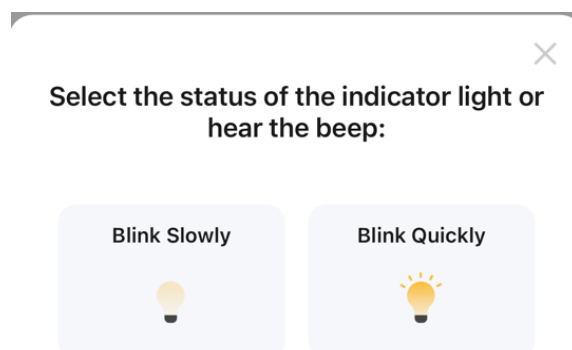 Select the status of the indicator light or
hear the beep:
Blink Slowly
Blink Quickly